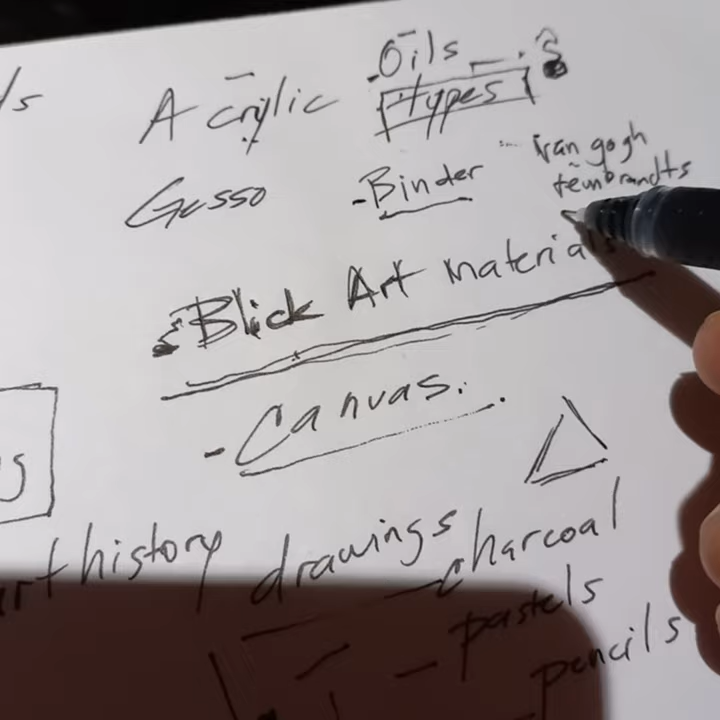 Acrylic
Oils
types
Gesso
- Binder
van gogh
rembrandts
Blick Art materials
- Canvas.
art history
drawings
- charcoal
- pastels
- pencils